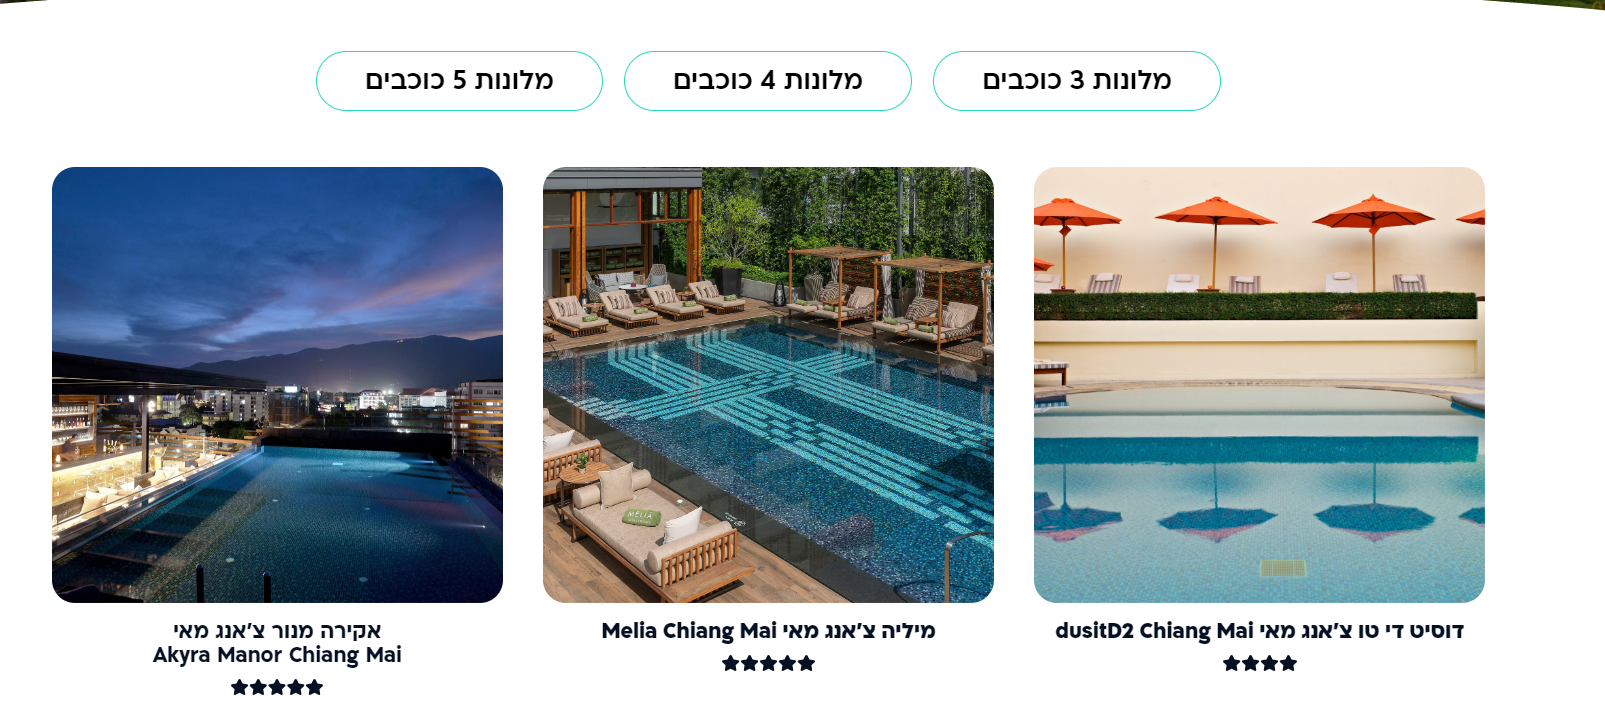 מלונות 3 כוכבים
מלונות 4 כוכבים
מלונות 5 כוכבים
MELIÁ
דוסיט די טו צ'אנג מאי dusitD2 Chiang Mai
מיליה צ'אנג מאי Melia Chiang Mai
אקירה מנור צ'אנג מאי
Akyra Manor Chiang Mai